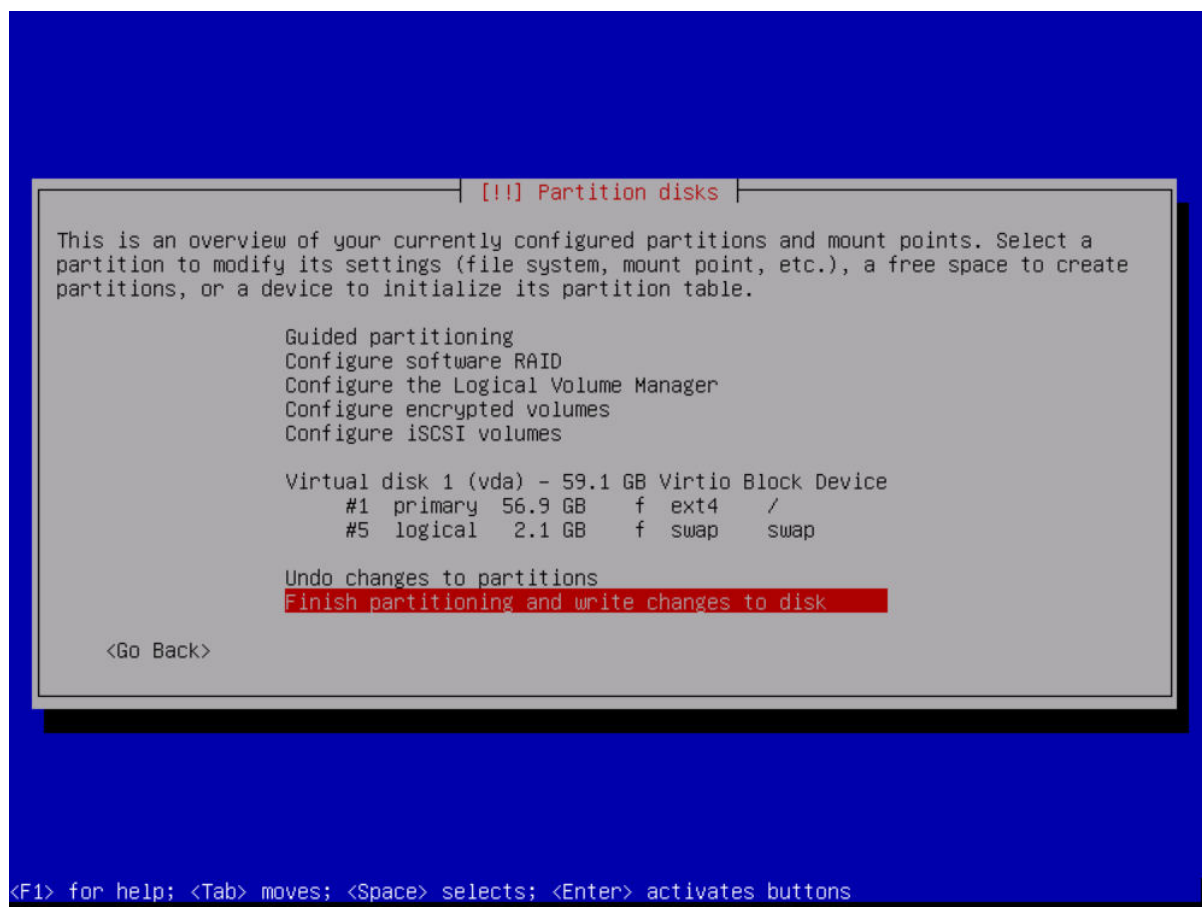 [!!] Partition disks
This is an overview of your currently configured partitions and mount points. Select a
partition to modify its settings (file system, mount point, etc.), a free space to create
partitions, or a device to initialize its partition table.
Guided partitioning
Configure software RAID
Configure the Logical Volume Manager
Configure encrypted volumes
Configure iSCSI volumes
Virtual disk 1 (vda) – 59.1 GB Virtio Block Device
#1 primary 56.9 GB f ext4 /
#5 logical 2.1 GB f swap swap
Undo changes to partitions
Finish partitioning and write changes to disk
<Go Back>
<F1> for help; <Tab> moves; <Space> selects; <Enter> activates buttons